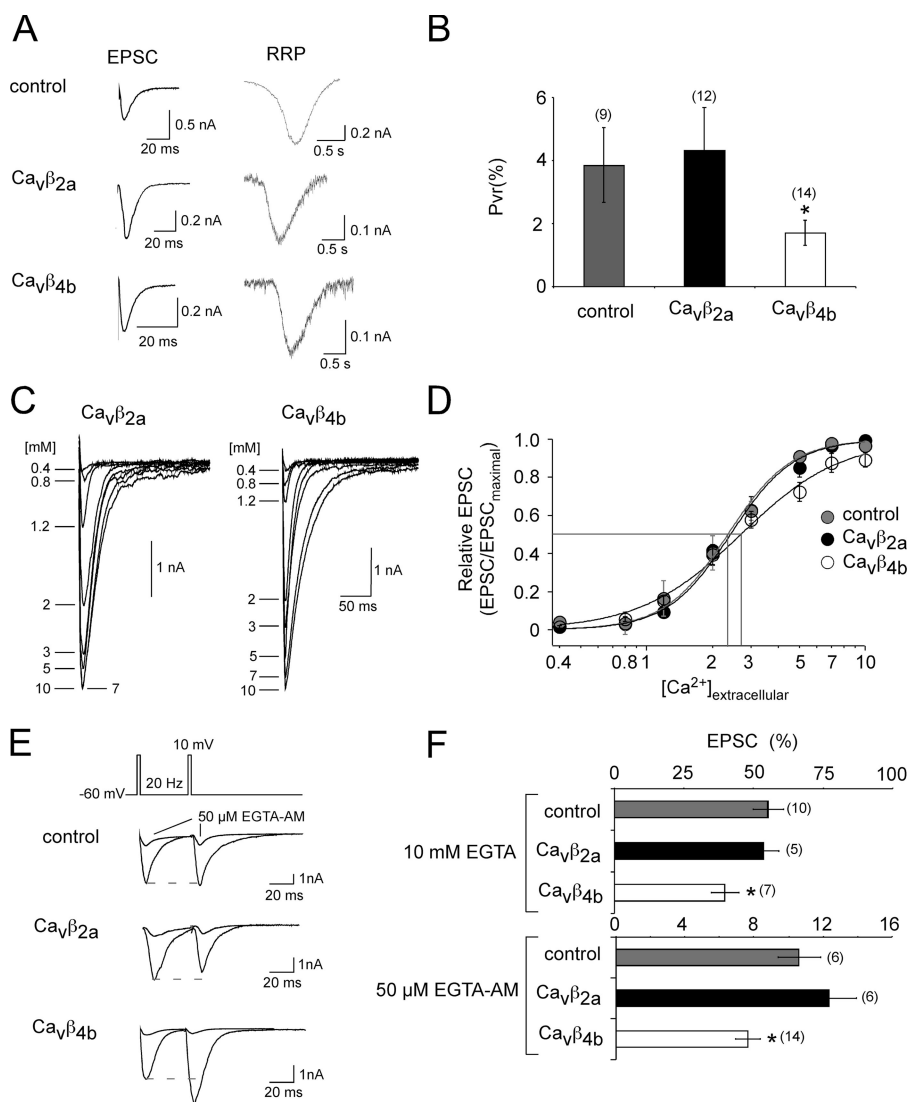 A
EPSC
RRP
control
0.5 nA
20 ms
0.2 nA
0.5 s
Cavβ2a
0.2 nA
20 ms
0.1 nA
0.5 s
Cavβ4b
0.2 nA
20 ms
0.1 nA
0.5 s
B
Pvr(%)
6
4
2
0
(9)
(12)
(14)
*
control
Cavβ2a
Cavβ4b
C
Cavβ2a
Cavβ4b
[mM]
0.4
0.8
1.2
2
3
5
10
7
1 nA
[mM]
0.4
0.8
1.2
2
3
5
7
10
1 nA
50 ms
D
Relative EPSC
(EPSC/EPSCmaximal)
1.0
0.8
0.6
0.4
0.2
0
0.4
0.8
1
2
3
5
7
10
[Ca2+]extracellular
control
Cavβ2a
Cavβ4b
E
10 mV
20 Hz
-60 mV
50 µM EGTA-AM
control
1nA
20 ms
Cavβ2a
1nA
20 ms
Cavβ4b
1nA
20 ms
F
EPSC (%)
0 25 50 75 100
10 mM EGTA
control
(10)
Cavβ2a
(5)
Cavβ4b
* (7)
0 4 8 12 16
50 µM EGTA-AM
control
(6)
Cavβ2a
(6)
Cavβ4b
* (14)